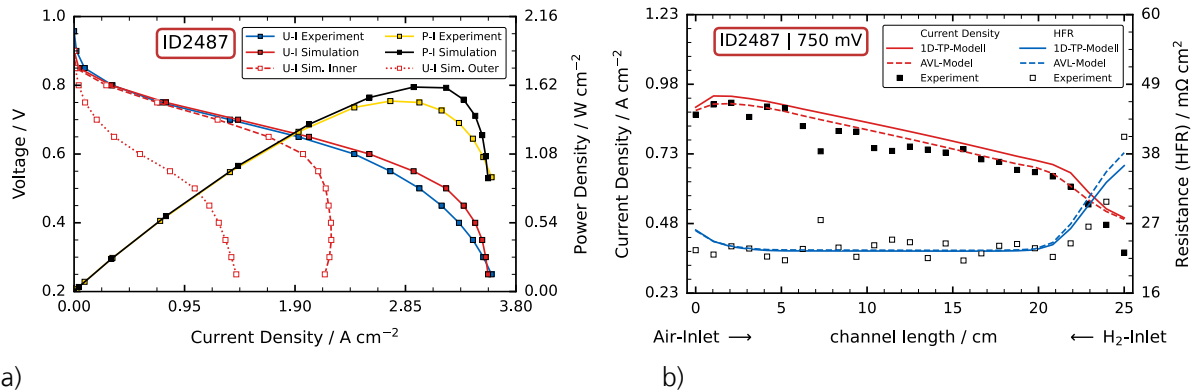 ID2487
U-I Experiment
U-I Simulation
U-I Sim. Inner
P-I Experiment
P-I Simulation
U-I Sim. Outer
Voltage / V
1.0
0.8
0.6
0.4
0.2
0.00
0.95
1.90
2.85
3.80
Current Density / A cm−2
2.16
1.62
1.08
0.54
0.00
Power Density / W cm−2
a)
ID2487 | 750 mV
Current Density
1D-TP-Modell
AVL-Model
Experiment
HFR
1D-TP-Modell
AVL-Model
Experiment
Current Density / A cm−2
1.23
0.98
0.73
0.48
0.23
0
5
10
15
20
25
Air-Inlet →
channel length / cm
← H2-Inlet
60
49
38
27
16
Resistance (HFR) / mΩ cm2
b)